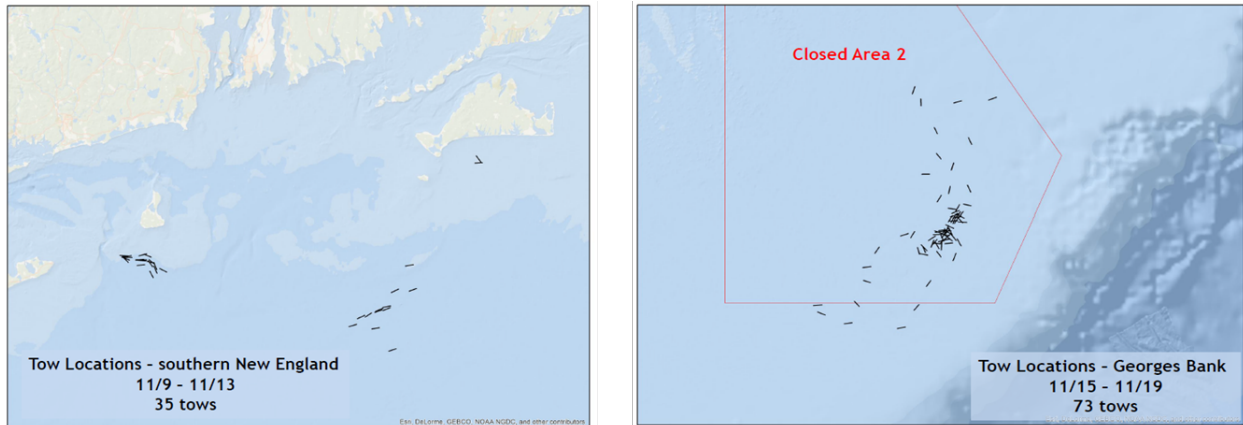 Tow Locations – southern New England
11/9 – 11/13
35 tows
Esri, DeLorme, GEBCO, NOAA NGDC, and other contributors
Closed Area 2
Tow Locations – Georges Bank
11/15 – 11/19
73 tows